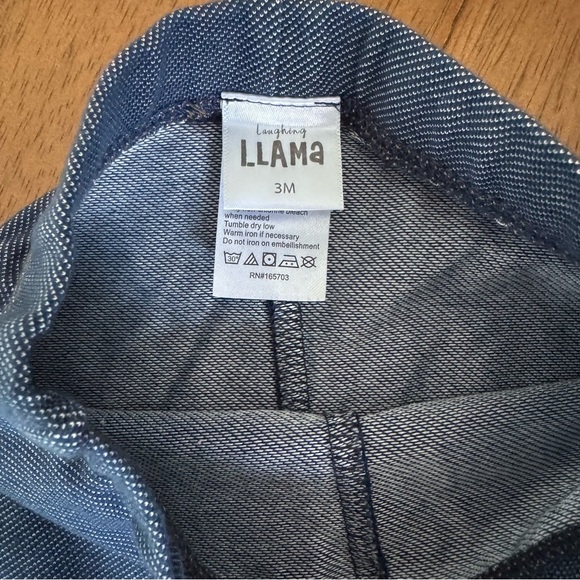 Laughing
LLAMa
3M
when needed
Tumble dry low
Warm iron if necessary
Do not iron on embellishment
30°
RN#165703